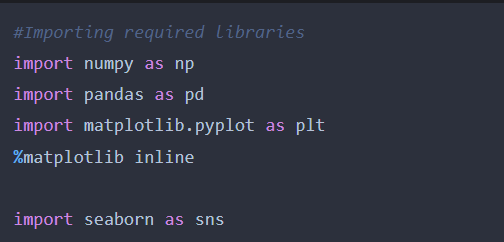 #Importing required libraries
import numpy as np
import pandas as pd
import matplotlib.pyplot as plt
%matplotlib inline
import seaborn as sns